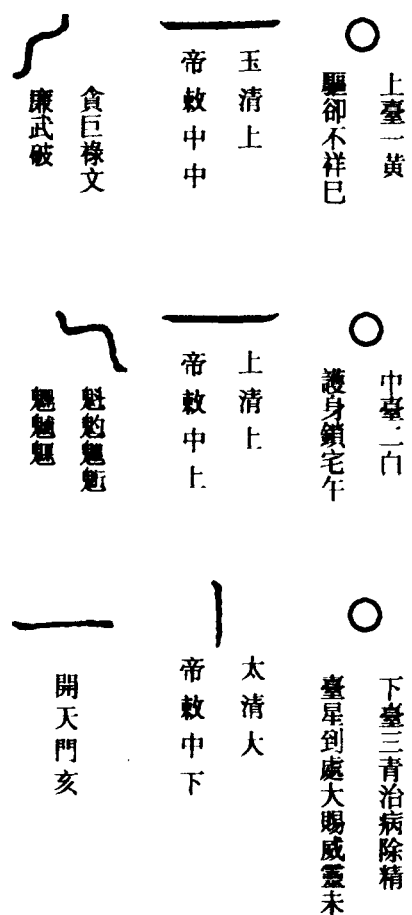 上臺一黃
驅卻不祥巳
玉清上
帝敕中中
貪巨祿文
廉武破
中臺二白
護身鎮宅午
上清上
帝敕中上
魁
下臺三青治病除精
臺星到處大賜威靈未
太清大
帝敕中下
開天門亥